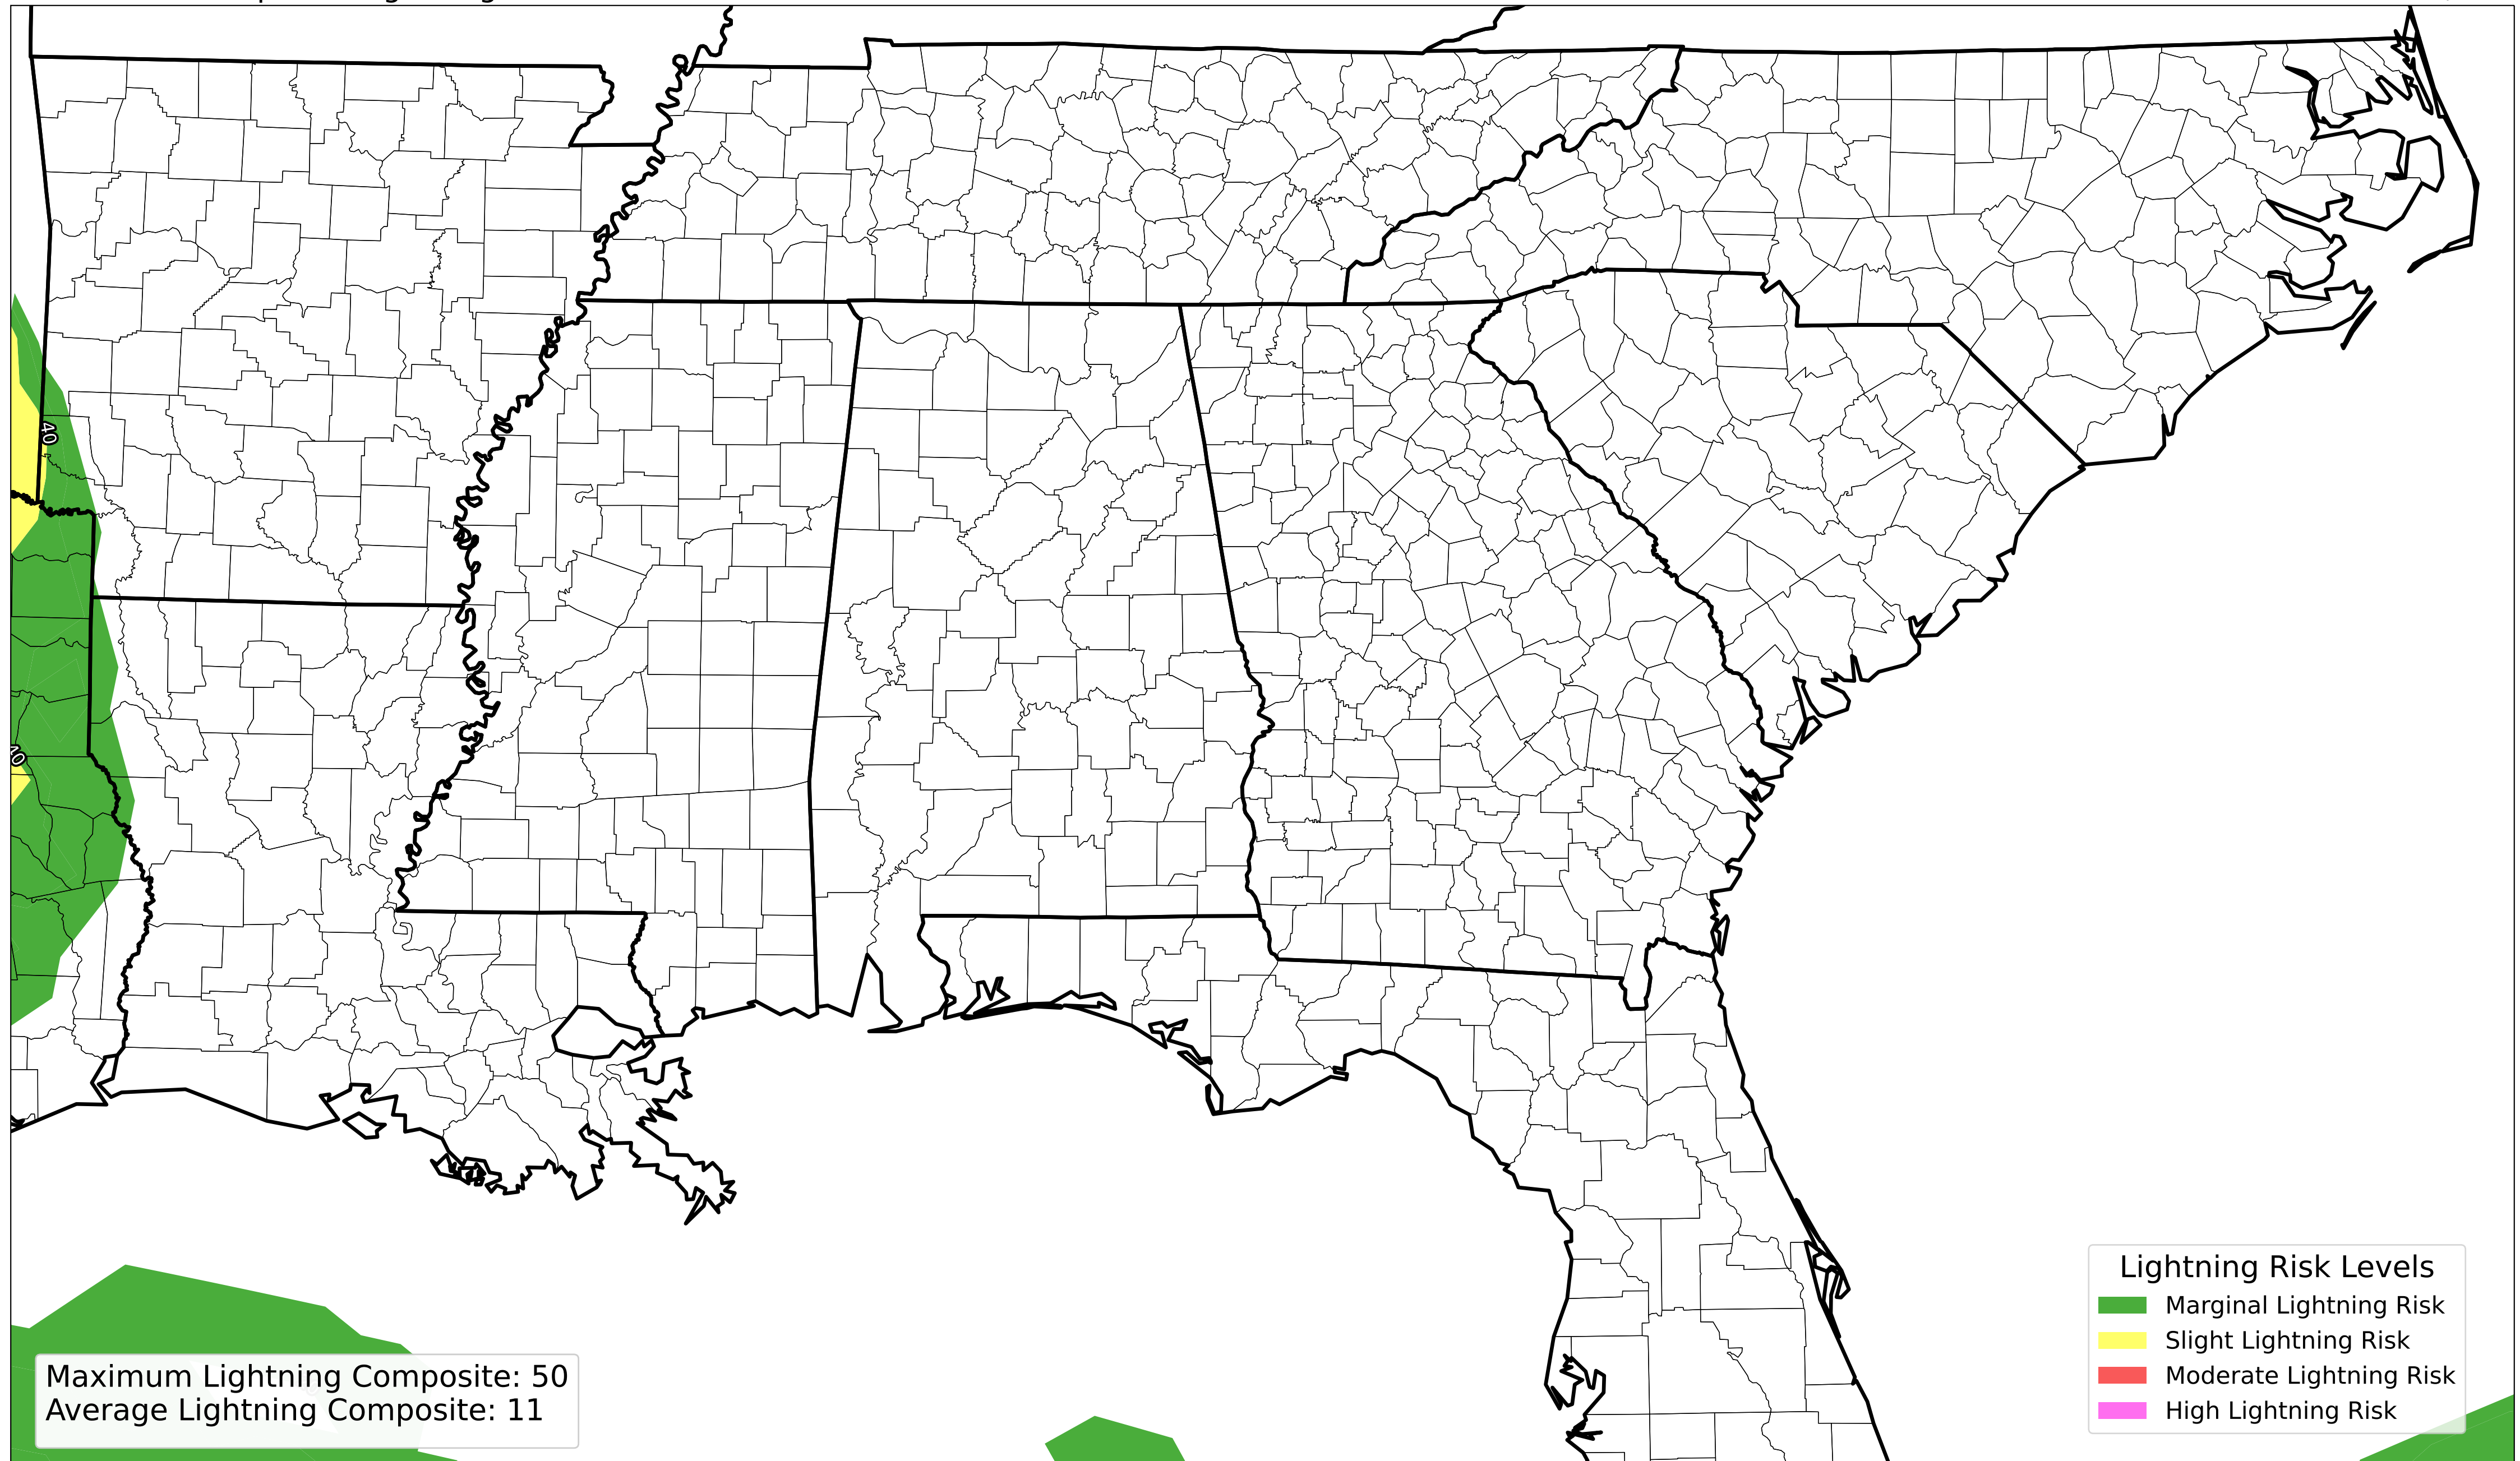 40
Maximum Lightning Composite: 50
Average Lightning Composite: 11
Lightning Risk Levels
Marginal Lightning Risk
Slight Lightning Risk
Moderate Lightning Risk
High Lightning Risk